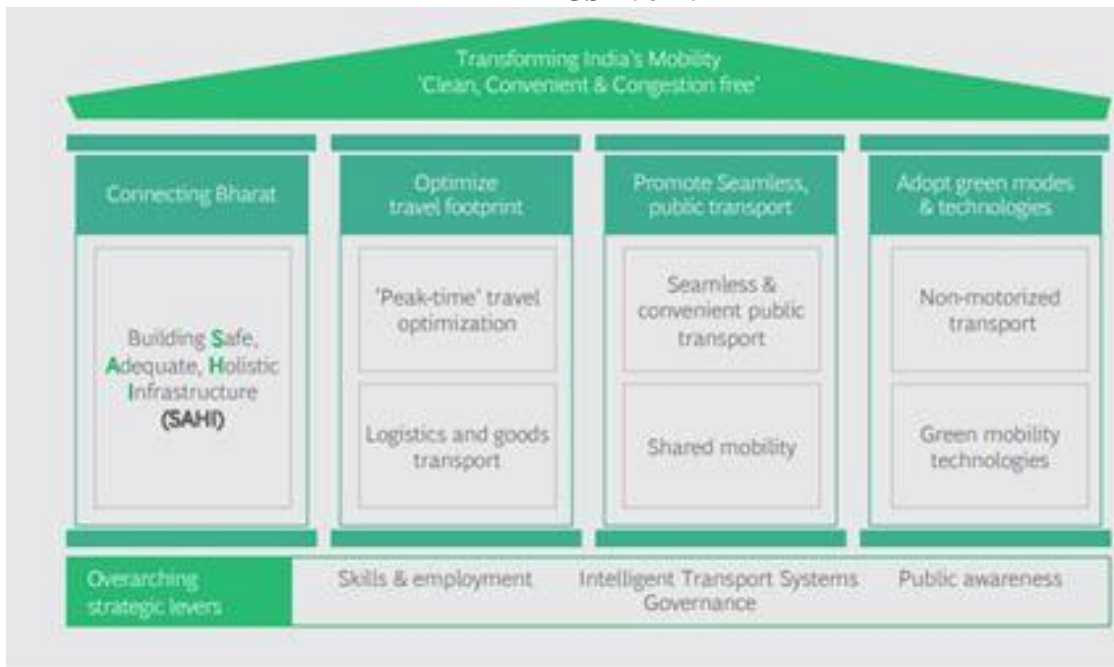 Transforming India's Mobility
'Clean, Convenient & Congestion free'
Connecting Bharat
Building Safe,
Adequate, Holistic
Infrastructure
(SAHI)
Optimize
travel footprint
'Peak-time' travel
optimization
Logistics and goods
transport
Promote Seamless,
public transport
Seamless &
convenient public
transport
Shared mobility
Adopt green modes
& technologies
Non-motorized
transport
Green mobility
technologies
Overarching
strategic levers
Skills & employment
Intelligent Transport Systems
Governance
Public awareness